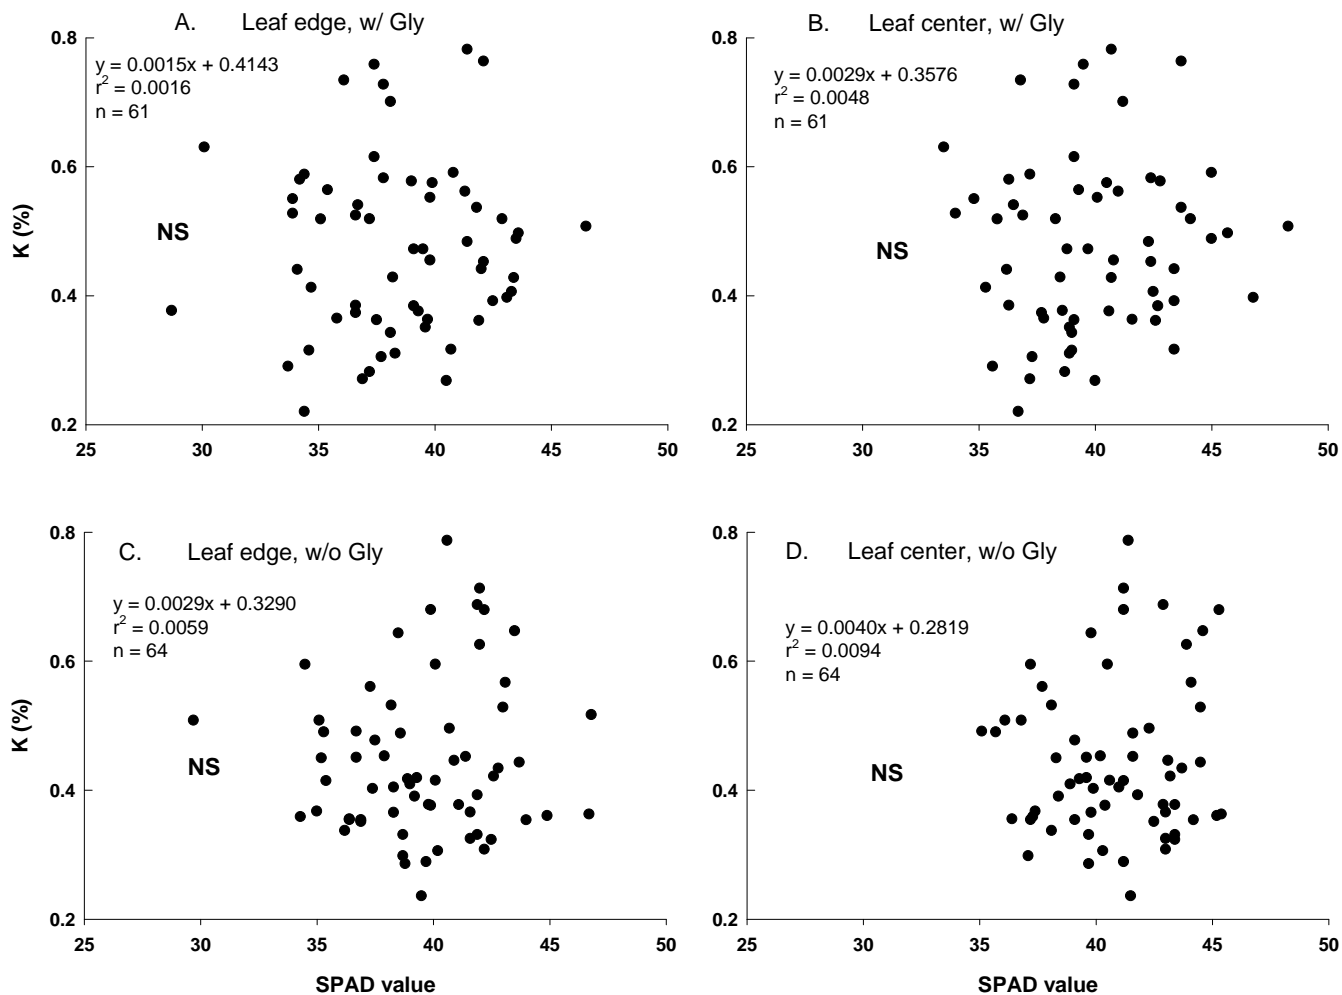 A. Leaf edge, w/ Gly
y = 0.0015x + 0.4143
r² = 0.0016
n = 61
NS
K (%)
0.8
0.6
0.4
0.2
25 30 35 40 45 50
B. Leaf center, w/ Gly
y = 0.0029x + 0.3576
r² = 0.0048
n = 61
NS
0.8
0.6
0.4
0.2
25 30 35 40 45 50
C. Leaf edge, w/o Gly
y = 0.0029x + 0.3290
r² = 0.0059
n = 64
NS
K (%)
0.8
0.6
0.4
0.2
25 30 35 40 45 50
SPAD value
D. Leaf center, w/o Gly
y = 0.0040x + 0.2819
r² = 0.0094
n = 64
NS
0.8
0.6
0.4
0.2
25 30 35 40 45 50
SPAD value